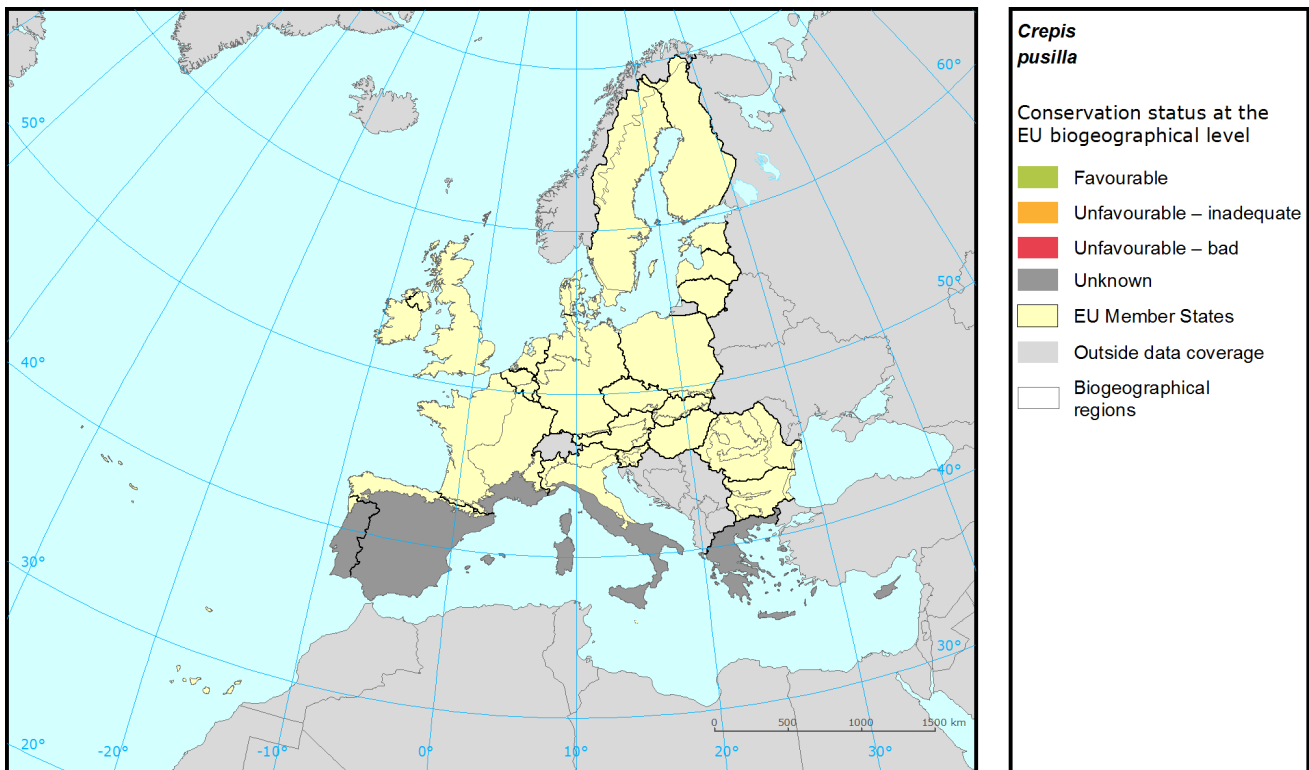 60°
50°
50°
40°
40°
30°
30°
20°
-20°
-10°
0°
10°
20°
30°
0 500 1000 1500 km
Crepis
pusilla
Conservation status at the
EU biogeographical level
Favourable
Unfavourable – inadequate
Unfavourable – bad
Unknown
EU Member States
Outside data coverage
Biogeographical
regions